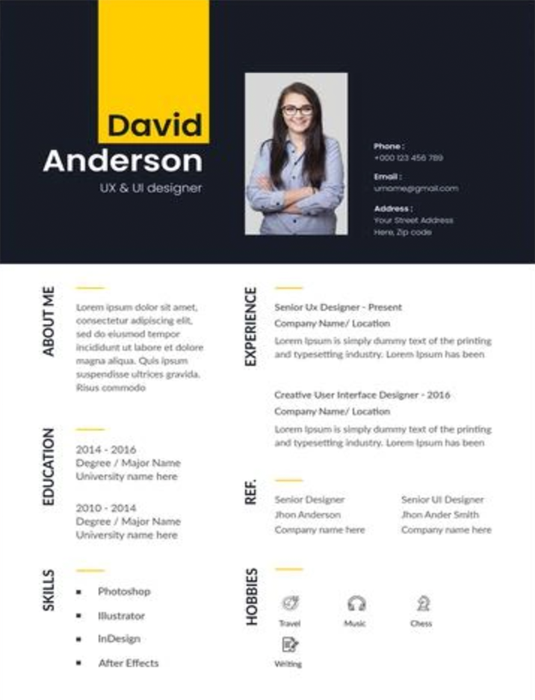 David
Anderson
UX & UI designer
Phone :
+000 123 456 789
Email :
urname@gmail.com
Address :
Your Street Address
Here, Zip code
ABOUT ME
Lorem ipsum dolor sit amet,
consectetur adipiscing elit,
sed do eiusmod tempor
incididunt ut labore et dolore
magna aliqua. Quis ipsum
suspendisse ultrices gravida.
Risus commodo
EDUCATION
2014 - 2016
Degree / Major Name
University name here
2010 - 2014
Degree / Major Name
University name here
SKILLS
Photoshop
Illustrator
InDesign
After Effects
EXPERIENCE
Senior Ux Designer - Present
Company Name/ Location
Lorem Ipsum is simply dummy text of the printing
and typesetting industry. Lorem Ipsum has been
Creative User Interface Designer - 2016
Company Name/ Location
Lorem Ipsum is simply dummy text of the printing
and typesetting industry. Lorem Ipsum has been
REF.
Senior Designer
Jhon Anderson
Company name here
Senior UI Designer
Jhon Ander Smith
Company name here
HOBBIES
Travel
Music
Chess
Writing